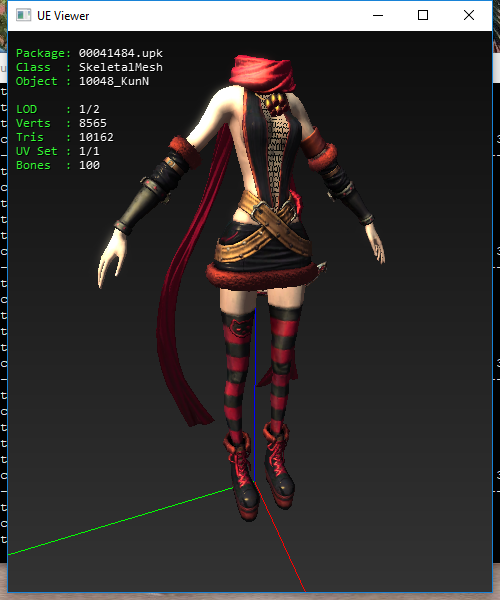 UE Viewer
Package: 00041484.upk
Class : SkeletalMesh
Object : 10048_KunN
LOD : 1/2
Verts : 8565
Tris : 10162
UV Set : 1/1
Bones : 100